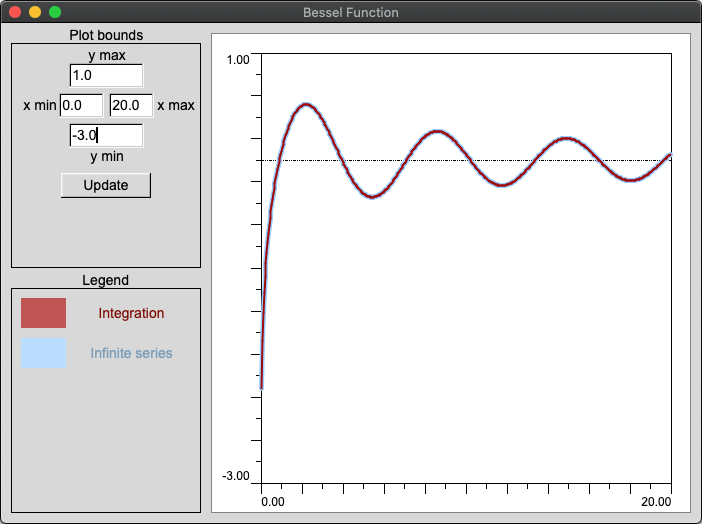 Bessel Function
Plot bounds
y max
1.0
x min 0.0 20.0 x max
-3.0
y min
Update
Legend
Integration
Infinite series
1.00
-3.00
0.00 20.00